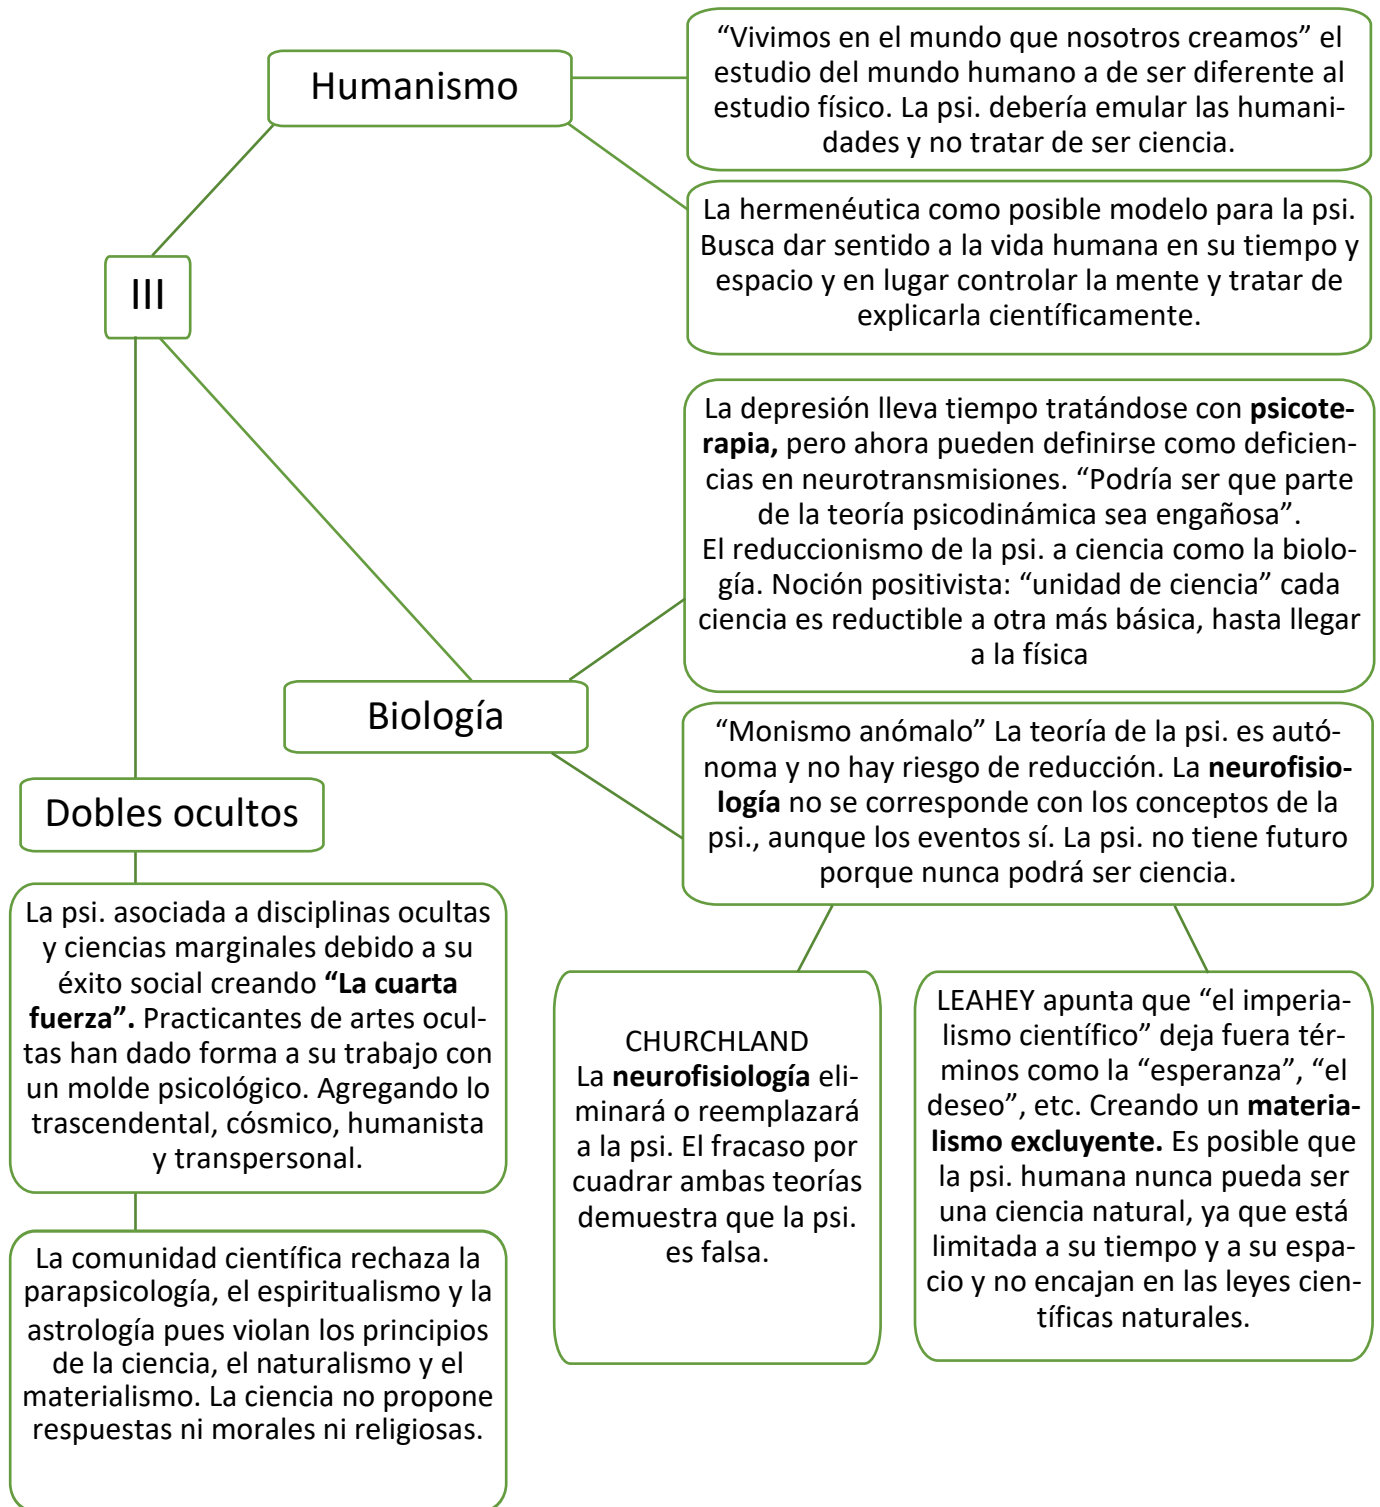 Humanismo
“Vivimos en el mundo que nosotros creamos” el
estudio del mundo humano a de ser diferente al
estudio físico. La psi. debería emular las humani-
dades y no tratar de ser ciencia.
La hermenéutica como posible modelo para la psi.
Busca dar sentido a la vida humana en su tiempo y
espacio y en lugar controlar la mente y tratar de
explicarla científicamente.
III
La depresión lleva tiempo tratándose con psicote-
rapia, pero ahora pueden definirse como deficien-
cias en neurotransmisiones. “Podría ser que parte
de la teoría psicodinámica sea engañosa”.
El reduccionismo de la psi. a ciencia como la biolo-
gía. Noción positivista: “unidad de ciencia” cada
ciencia es reductible a otra más básica, hasta llegar
a la física
Biología
“Monismo anómalo” La teoría de la psi. es autó-
noma y no hay riesgo de reducción. La neurofisio-
logía no se corresponde con los conceptos de la
psi., aunque los eventos sí. La psi. no tiene futuro
porque nunca podrá ser ciencia.
Dobles ocultos
La psi. asociada a disciplinas ocultas
y ciencias marginales debido a su
éxito social creando “La cuarta
fuerza”. Practicantes de artes ocul-
tas han dado forma a su trabajo con
un molde psicológico. Agregando lo
trascendental, cósmico, humanista
y transpersonal.
La comunidad científica rechaza la
parapsicología, el espiritualismo y la
astrología pues violan los principios
de la ciencia, el naturalismo y el
materialismo. La ciencia no propone
respuestas ni morales ni religiosas.
CHURCHLAND
La neurofisiología eli-
minará o reemplazará
a la psi. El fracaso por
cuadrar ambas teorías
demuestra que la psi.
es falsa.
LEAHEY apunta que “el imperia-
lismo científico” deja fuera tér-
minos como la “esperanza”, “el
deseo”, etc. Creando un materia-
lismo excluyente. Es posible que
la psi. humana nunca pueda ser
una ciencia natural, ya que está
limitada a su tiempo y a su espa-
cio y no encajan en las leyes cien-
tíficas naturales.